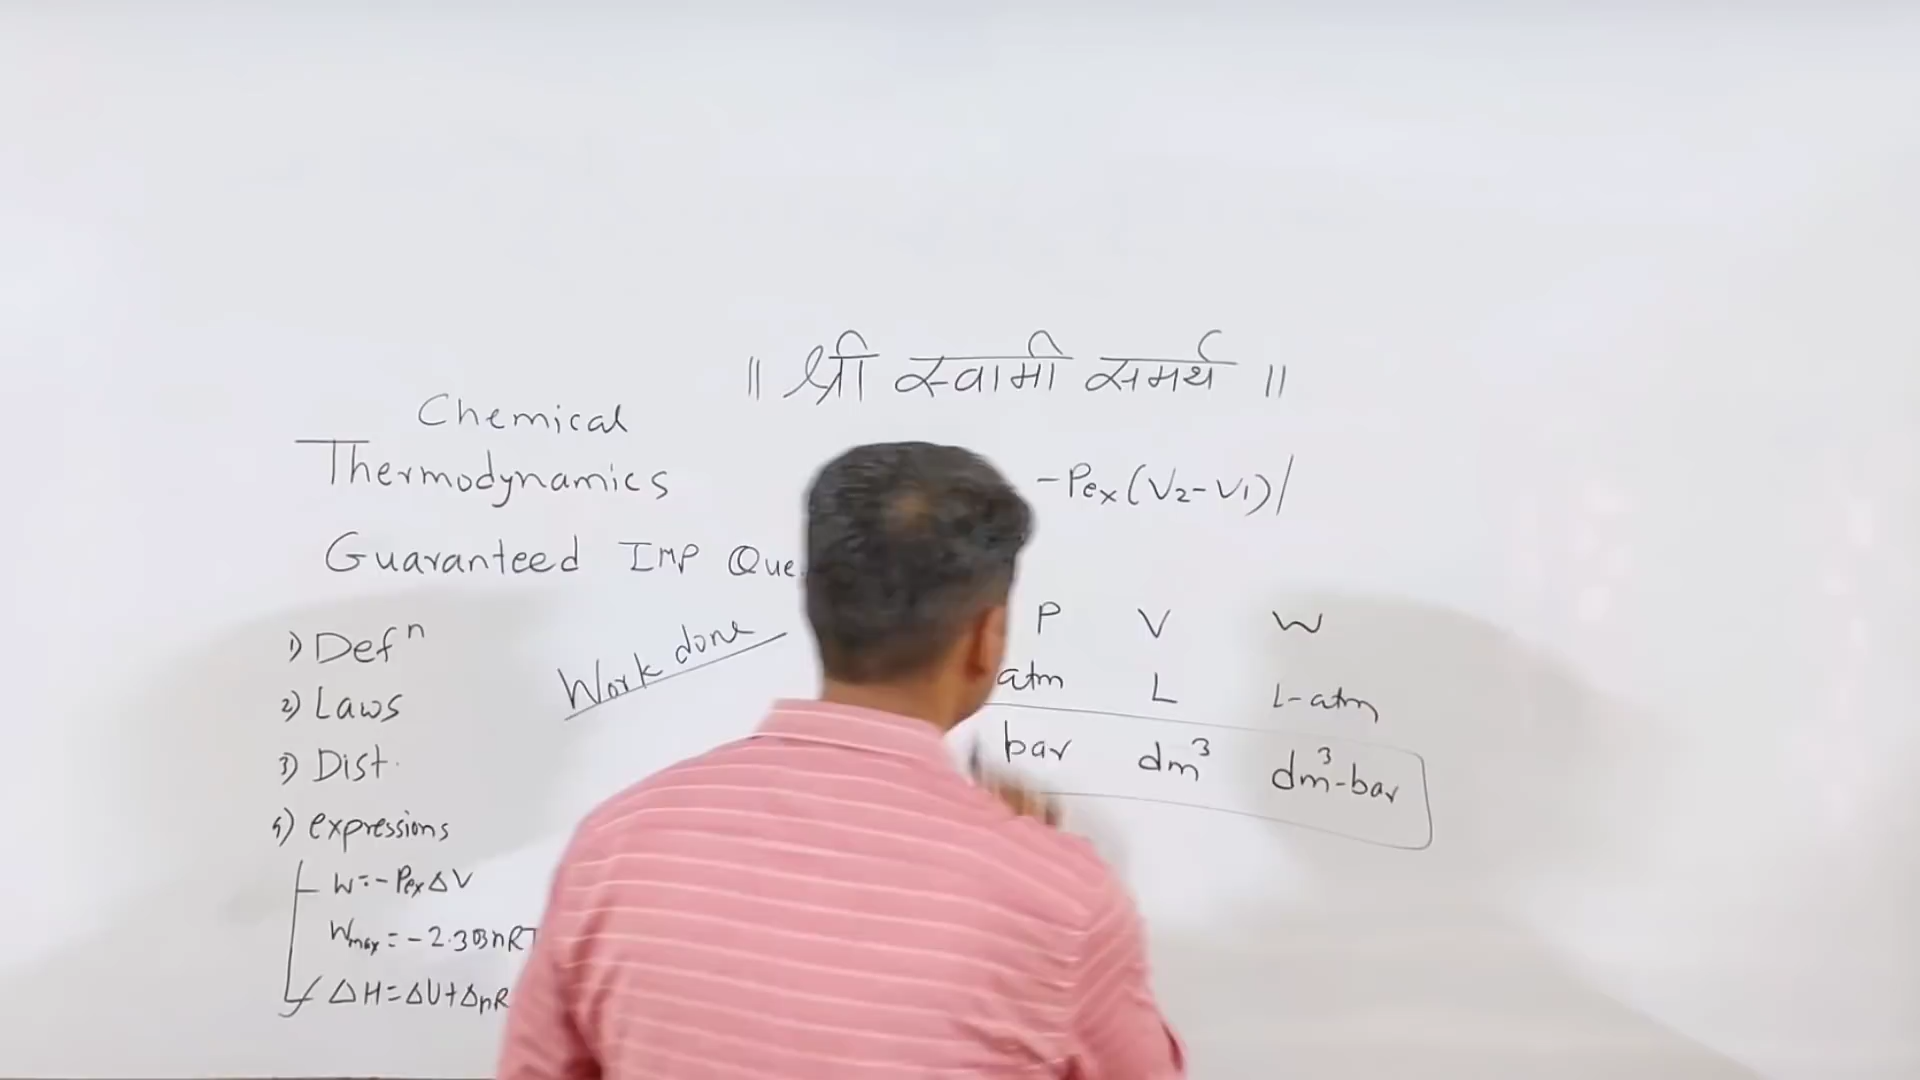 ॥ श्री स्वामी समर्थ ॥
Chemical
Thermodynamics
Guaranteed IMP Que
1) Defⁿ
2) Laws
3) Dist.
4) expressions
W=-PexΔV
Wmax=-2.303nRT
ΔH=ΔU+ΔnR
Work done
-Pex(V₂-V₁)/
P V W
atm L L-atm
bar dm³ dm³-bar